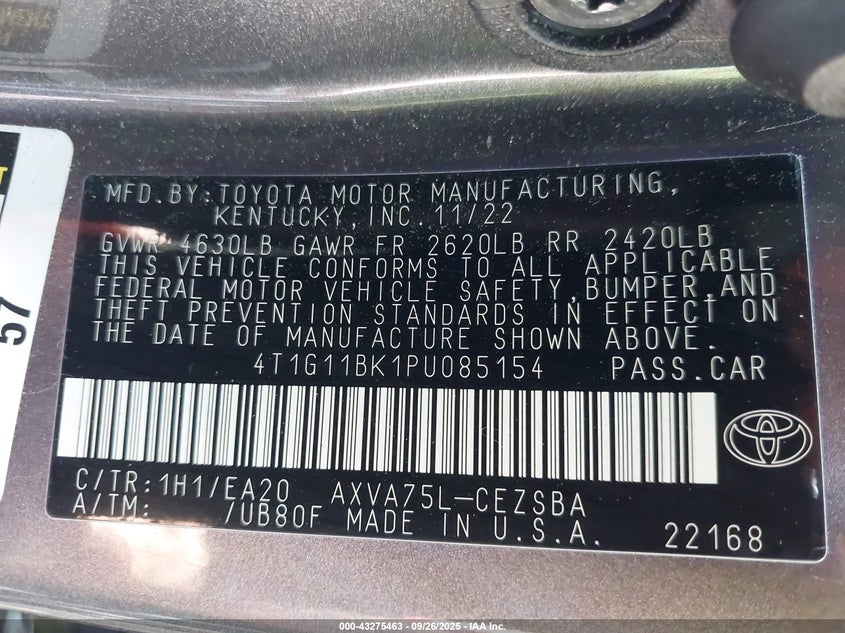 MFD.BY:TOYOTA MOTOR MANUFACTURING,
KENTUCKY,INC.11/22
GVWR 4630LB GAWR FR 2620LB RR 2420LB
THIS VEHICLE CONFORMS TO ALL APPLICABLE
FEDERAL MOTOR VEHICLE SAFETY,BUMPER,AND
THEFT PREVENTION STANDARDS IN EFFECT ON
THE DATE OF MANUFACTURE SHOWN ABOVE.
4T1G11BK1PU085154 PASS.CAR
C/TR:1H1/EA20 AXVA75L-CEZSBA
A/TM: /UB80F MADE IN U.S.A. 22168
57
000-43275463 - 09/26/2025 - IAA Inc.